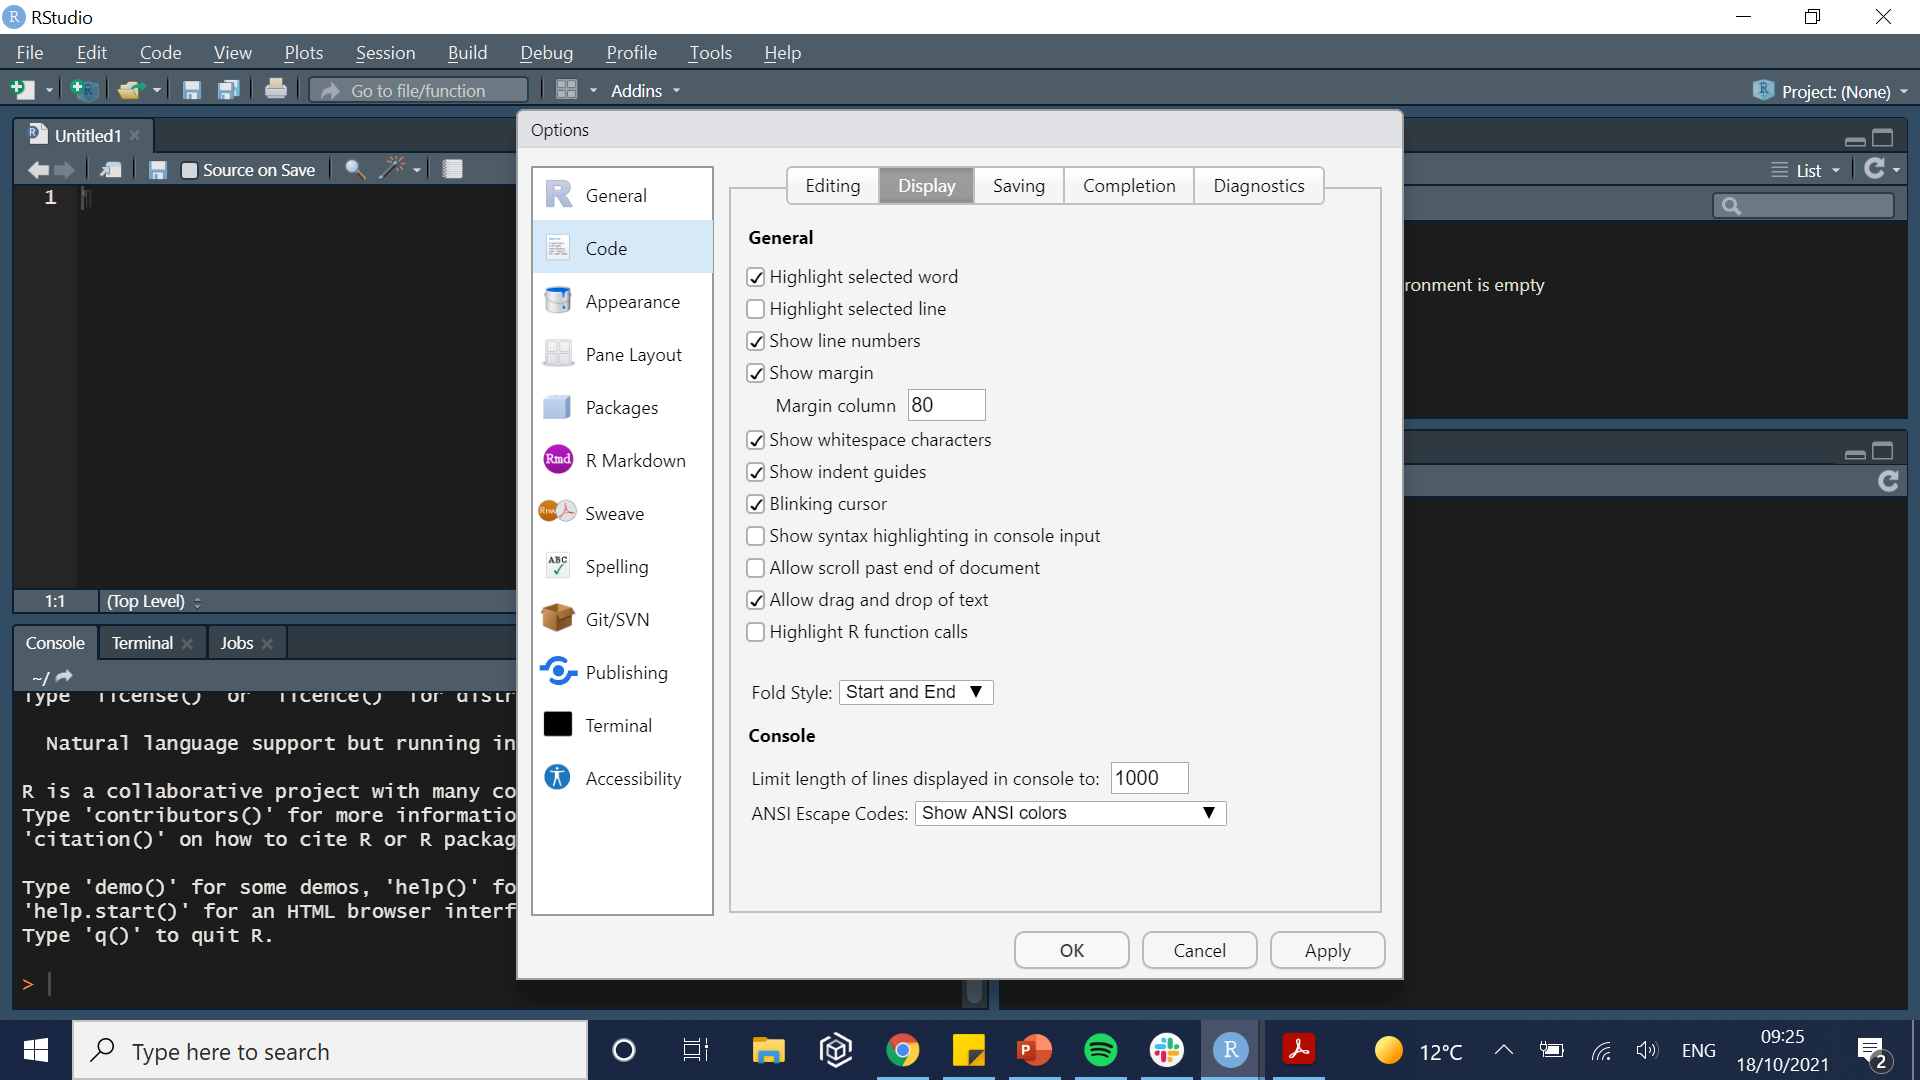 RStudio
File Edit Code View Plots Session Build Debug Profile Tools Help
Go to file/function Addins Project: (None)
Untitled1
Source on Save
1
1:1 (Top Level)
Console Terminal Jobs
~/
Type 'license()' or 'licence()' for distr
Natural language support but running in
R is a collaborative project with many co
Type 'contributors()' for more informatio
'citation()' on how to cite R or R packag
Type 'demo()' for some demos, 'help()' fo
'help.start()' for an HTML browser interf
Type 'q()' to quit R.
>
Options
General
Code
Appearance
Pane Layout
Packages
Rmd R Markdown
Rnw Sweave
ABC Spelling
Git/SVN
Publishing
Terminal
Accessibility
Editing Display Saving Completion Diagnostics
General
Highlight selected word
Highlight selected line
Show line numbers
Show margin
Margin column 80
Show whitespace characters
Show indent guides
Blinking cursor
Show syntax highlighting in console input
Allow scroll past end of document
Allow drag and drop of text
Highlight R function calls
Fold Style: Start and End
Console
Limit length of lines displayed in console to: 1000
ANSI Escape Codes: Show ANSI colors
OK Cancel Apply
List
ronment is empty
Type here to search
12°C ENG
09:25
18/10/2021
2